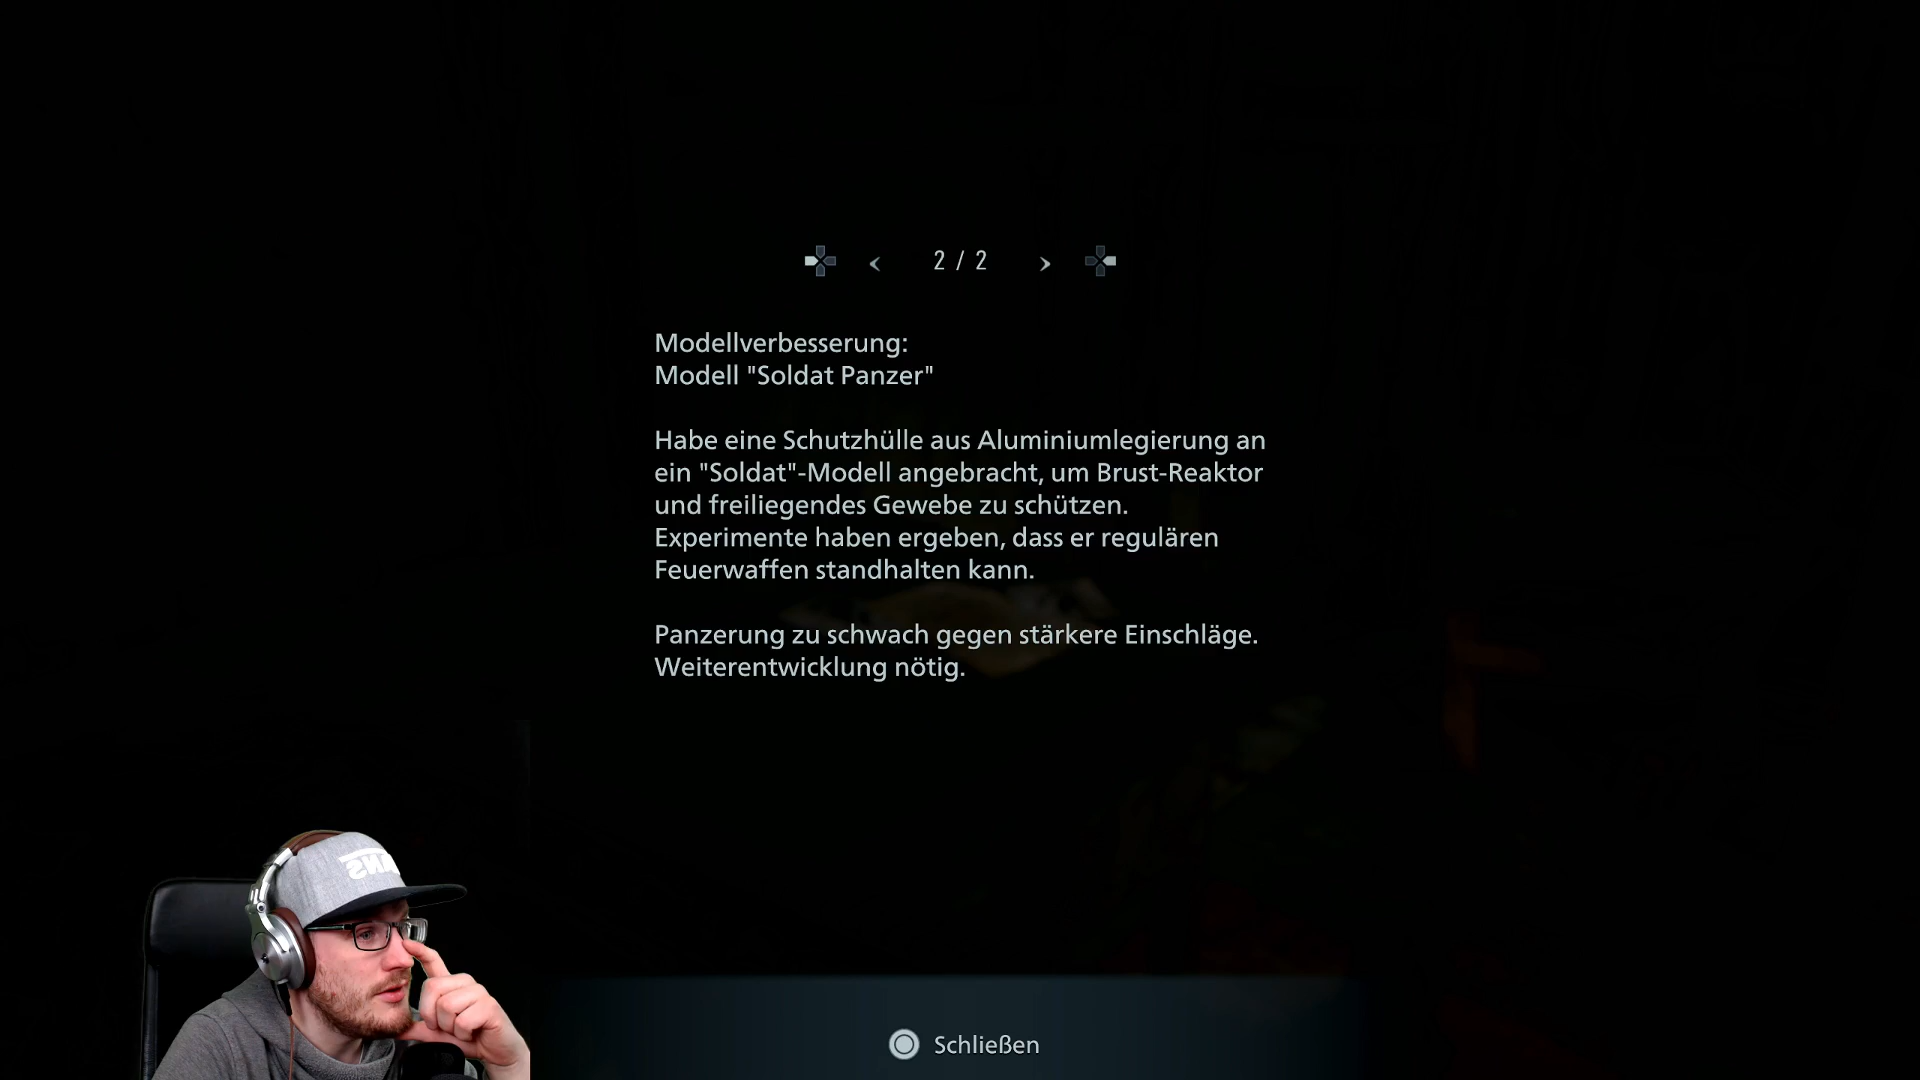 2 / 2
Modellverbesserung:
Modell "Soldat Panzer"
Habe eine Schutzhülle aus Aluminiumlegierung an
ein "Soldat"-Modell angebracht, um Brust-Reaktor
und freiliegendes Gewebe zu schützen.
Experimente haben ergeben, dass er regulären
Feuerwaffen standhalten kann.
Panzerung zu schwach gegen stärkere Einschläge.
Weiterentwicklung nötig.
Schließen